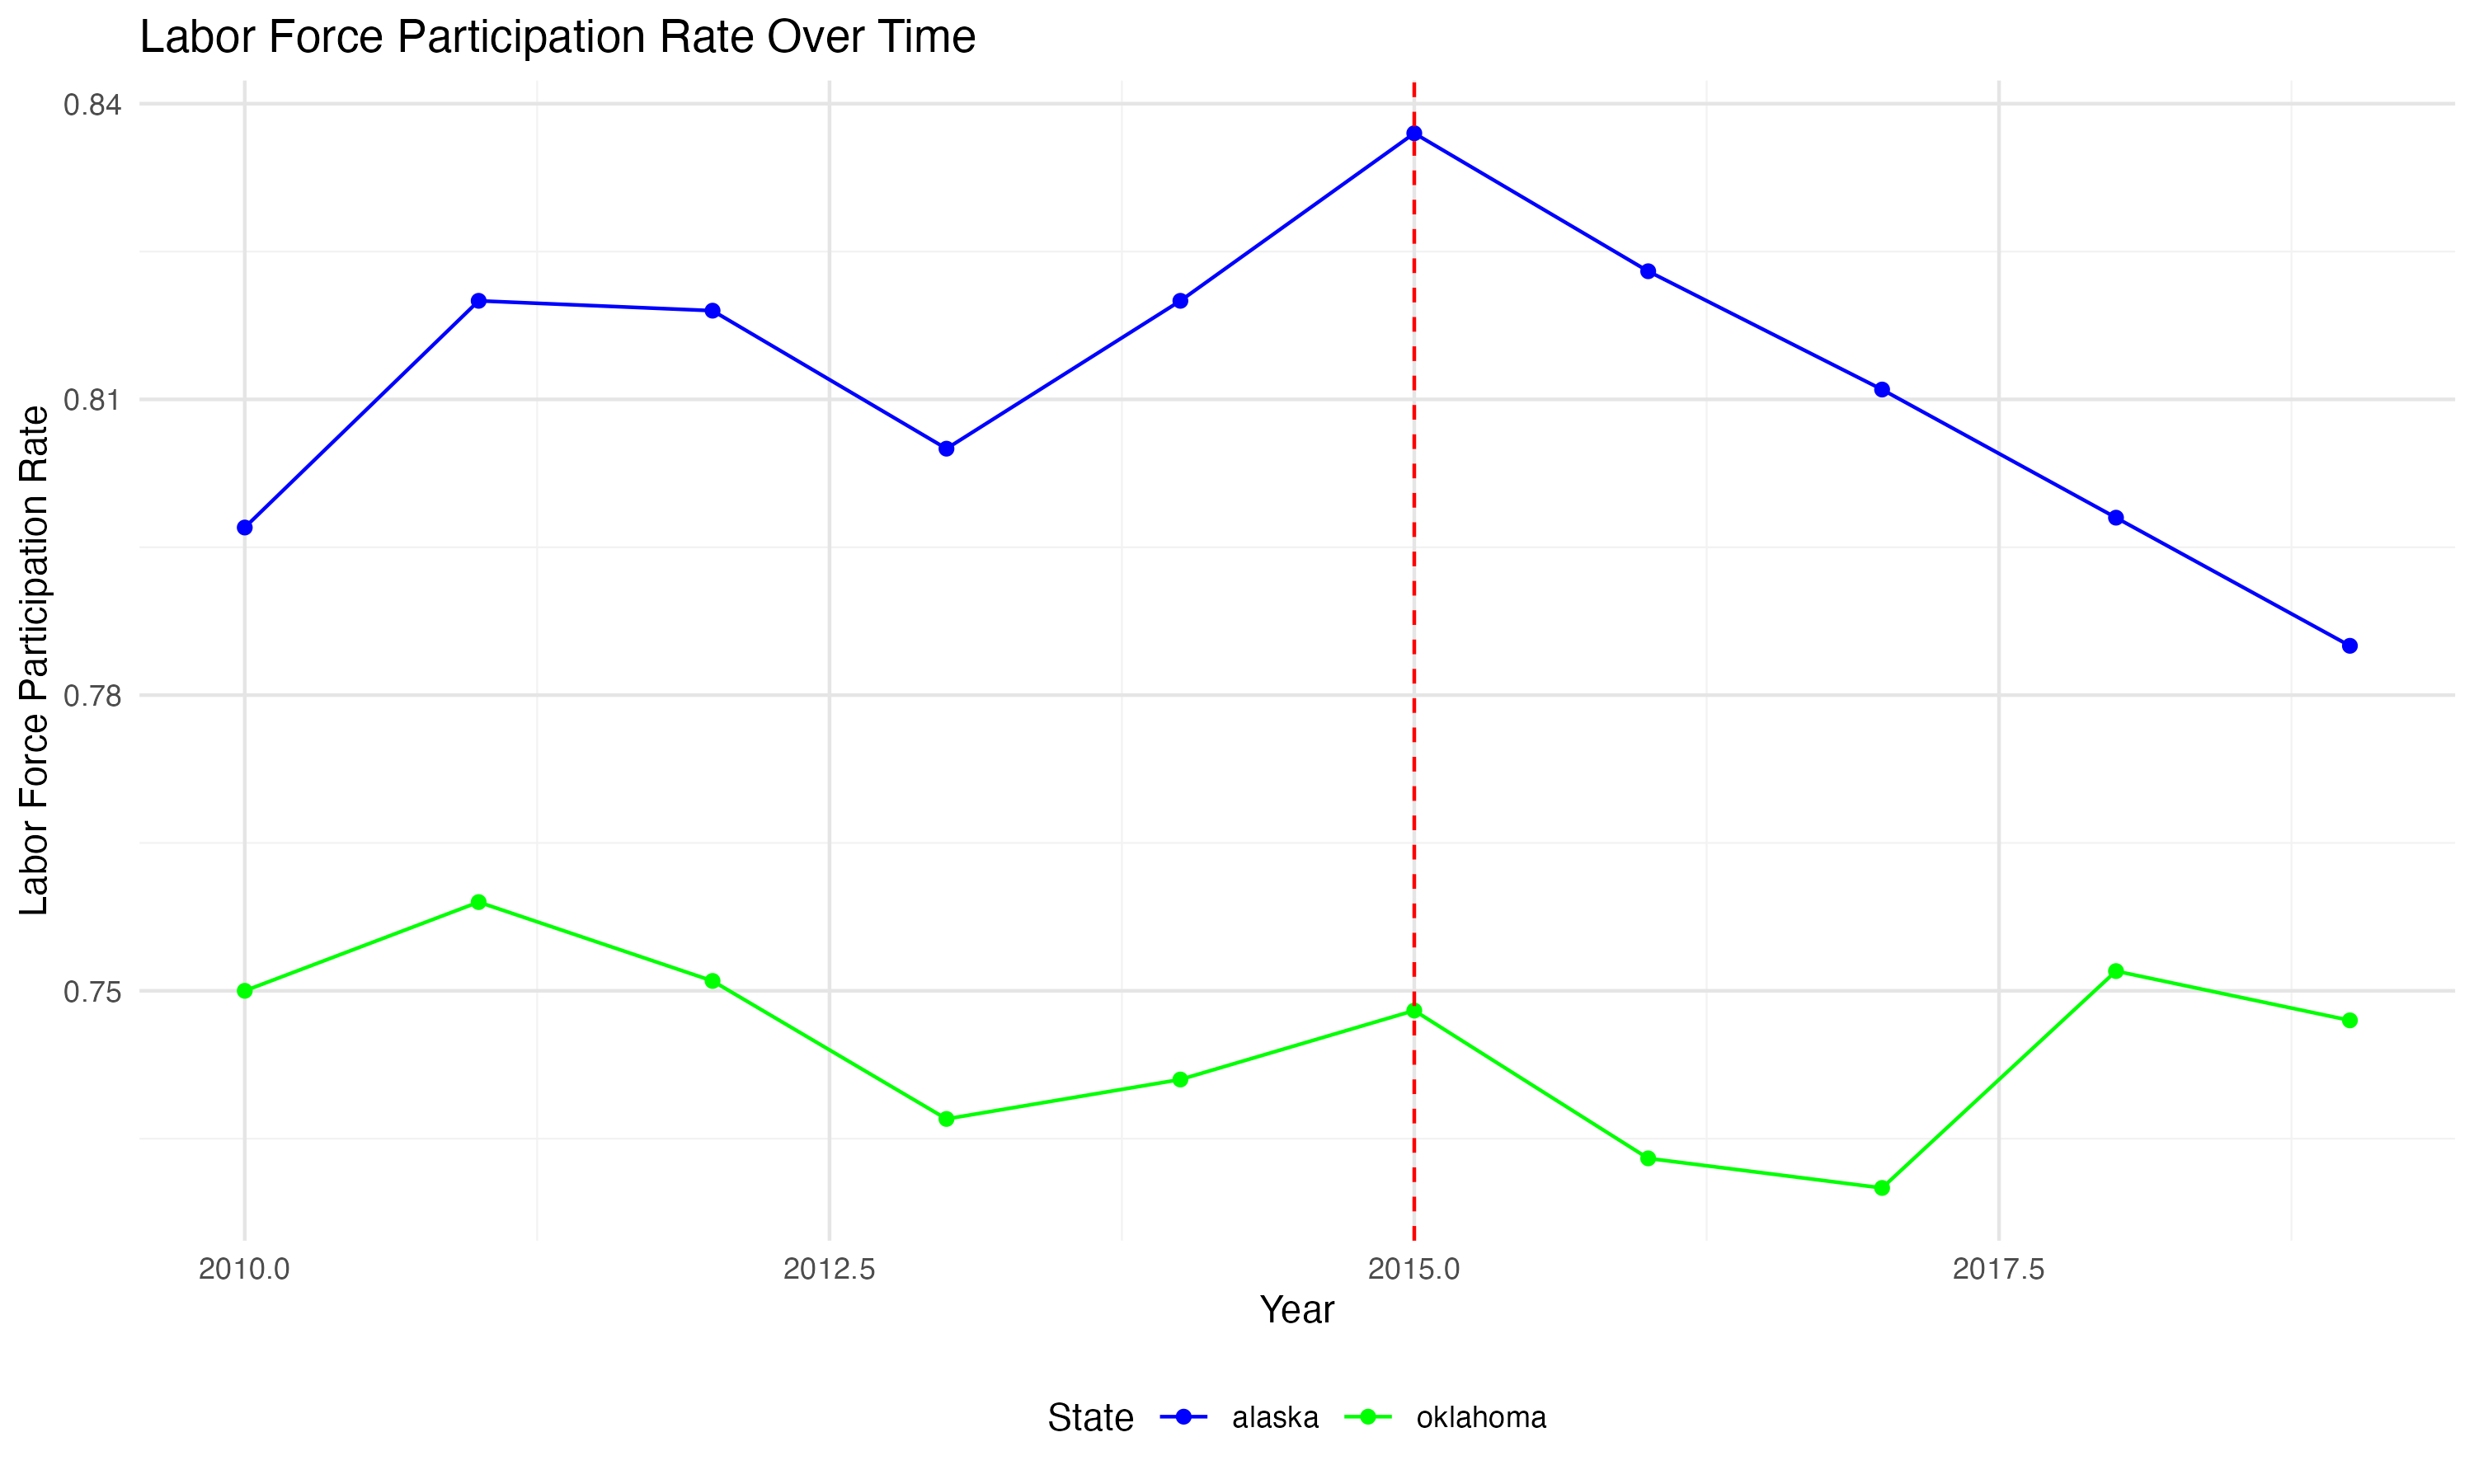 Labor Force Participation Rate Over Time
Labor Force Participation Rate
0.84
0.81
0.78
0.75
2010.0 2012.5 2015.0 2017.5
Year
State alaska oklahoma